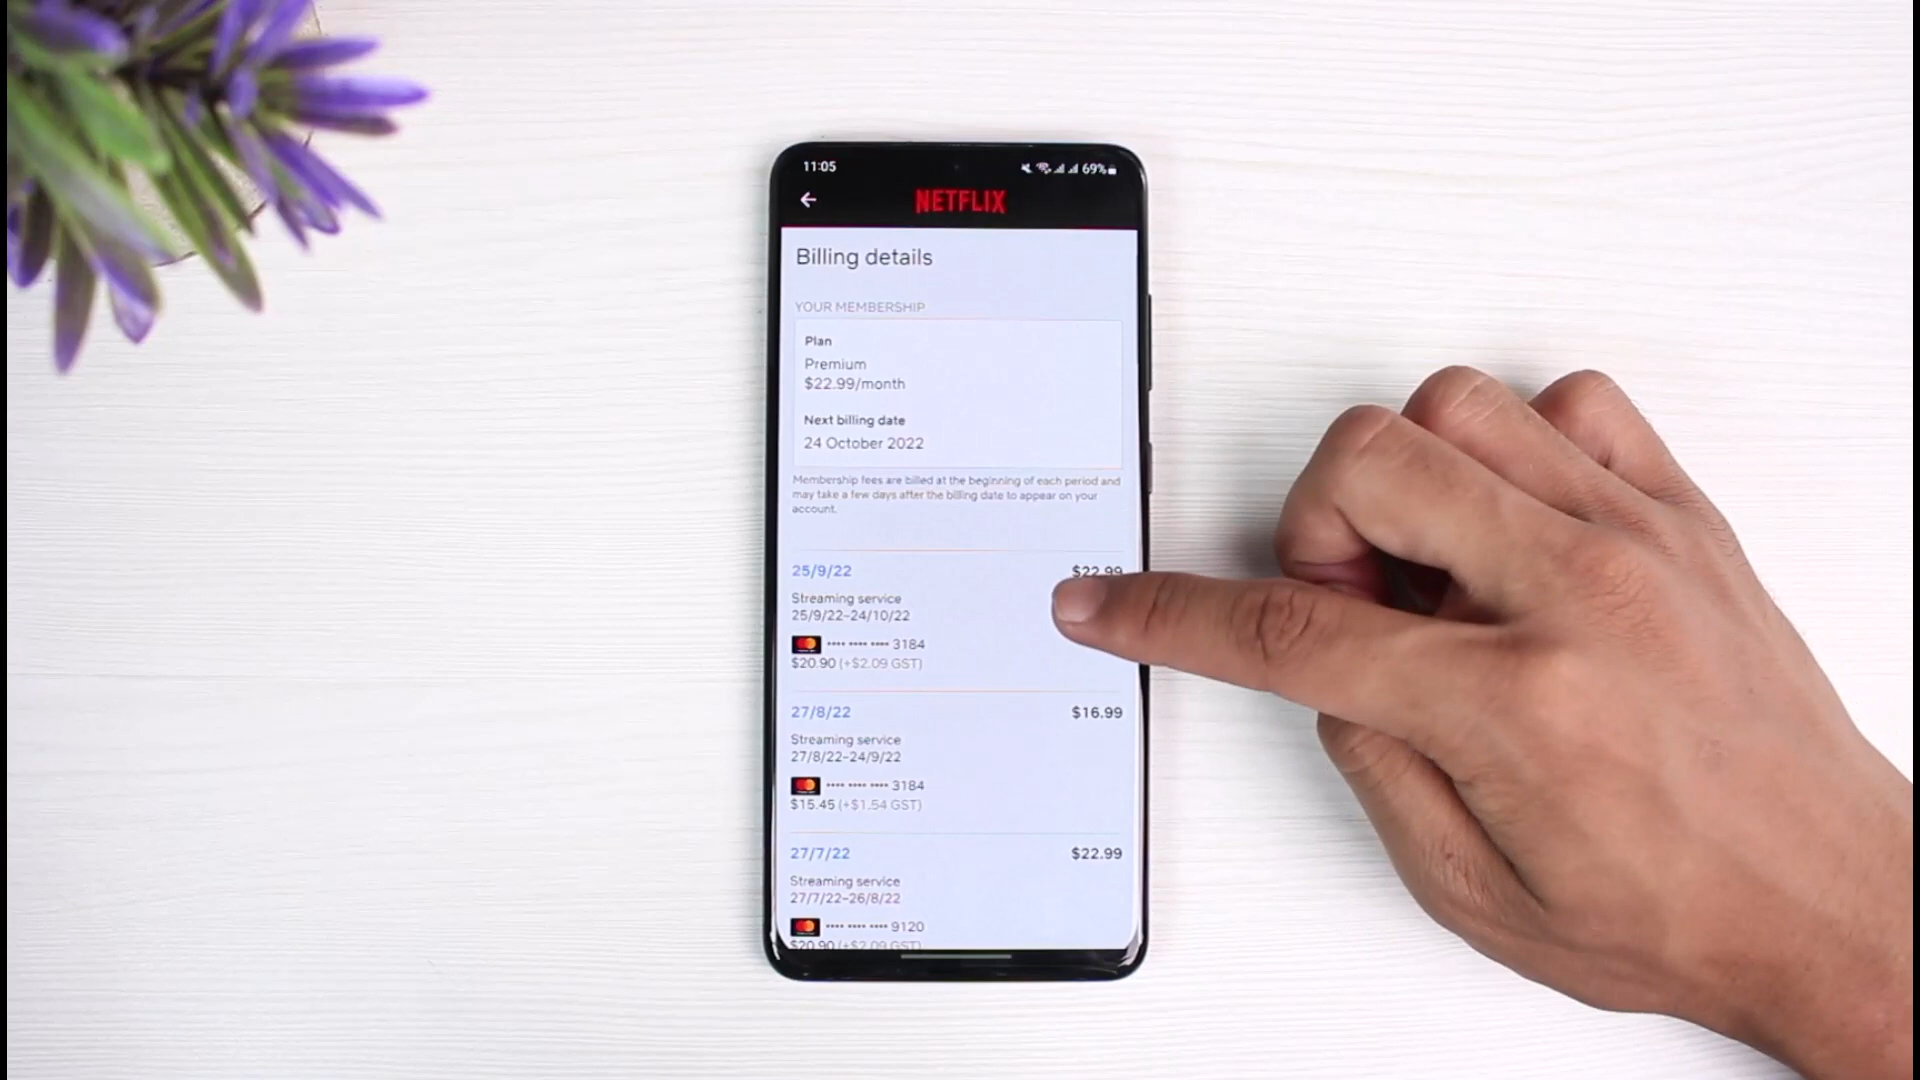 11:05
69%
NETFLIX
Billing details
YOUR MEMBERSHIP
Plan
Premium
$22.99/month
Next billing date
24 October 2022
Membership fees are billed at the beginning of each period and
may take a few days after the billing date to appear on your
account.
25/9/22 $22.99
Streaming service
25/9/22–24/10/22
•••• •••• •••• 3184
$20.90 (+$2.09 GST)
27/8/22 $16.99
Streaming service
27/8/22–24/9/22
•••• •••• •••• 3184
$15.45 (+$1.54 GST)
27/7/22 $22.99
Streaming service
27/7/22–26/8/22
•••• •••• •••• 9120
$20.90 (+$2.09 GST)